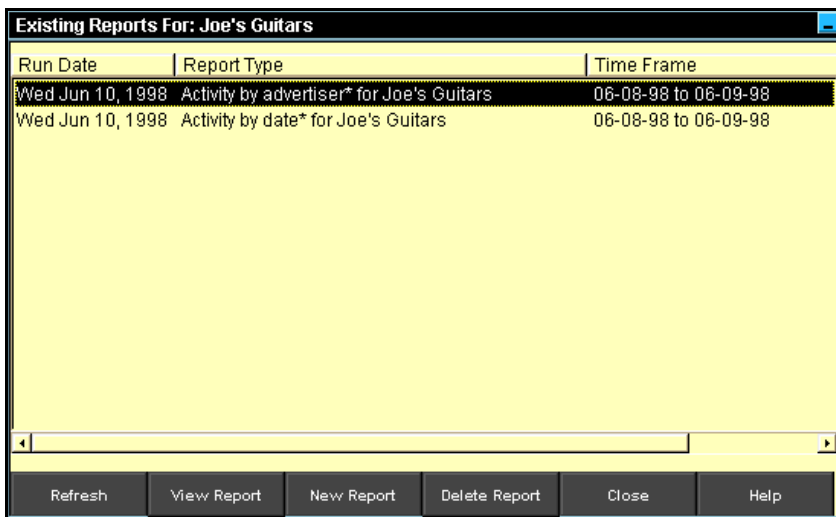 Existing Reports For: Joe's Guitars
Run Date Report Type Time Frame
Wed Jun 10, 1998 Activity by advertiser* for Joe's Guitars 06-08-98 to 06-09-98
Wed Jun 10, 1998 Activity by date* for Joe's Guitars 06-08-98 to 06-09-98
Refresh View Report New Report Delete Report Close Help